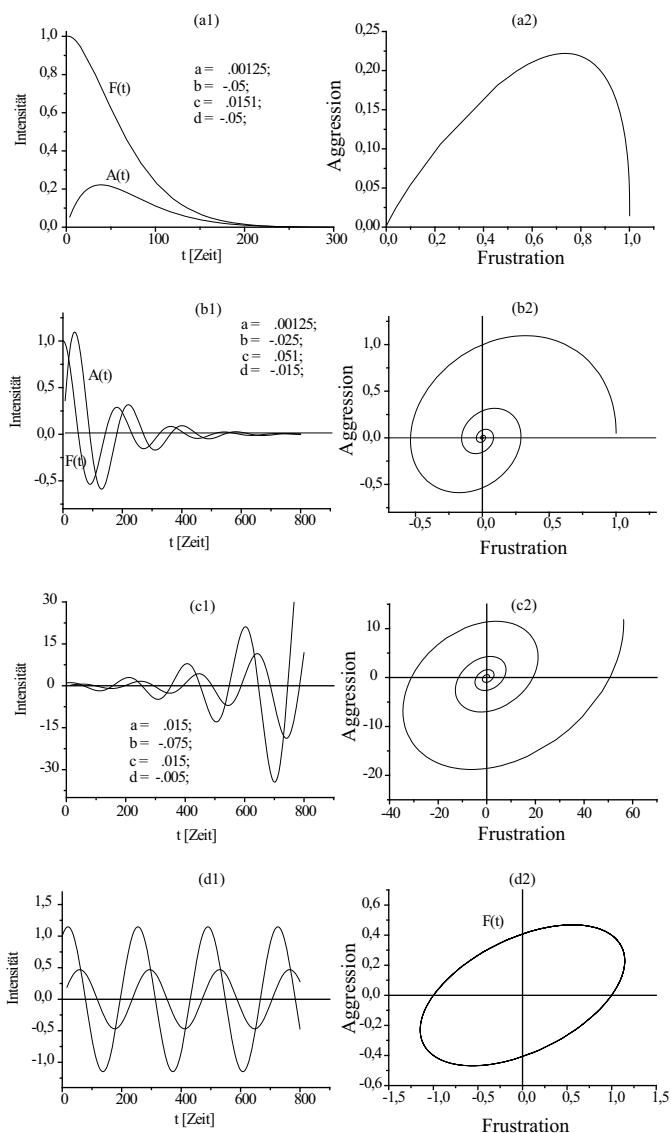 (a1)
1,0
0,8
0,6
0,4
0,2
0,0
Intensität
F(t)
A(t)
a = .00125;
b = -.05;
c = .0151;
d = -.05;
0
100
200
300
t [Zeit]
(a2)
0,25
0,20
0,15
0,10
0,05
0,00
Aggression
0,0
0,2
0,4
0,6
0,8
1,0
Frustration
(b1)
1,0
0,5
0,0
-0,5
Intensität
A(t)
F(t)
a = .00125;
b = -.025;
c = .051;
d = -.015;
0
200
400
600
800
t [Zeit]
(b2)
1,0
0,5
0,0
-0,5
Aggression
-0,5
0,0
0,5
1,0
Frustration
(c1)
30
15
0
-15
-30
Intensität
a = .015;
b = -.075;
c = .015;
d = -.005;
0
200
400
600
800
t [Zeit]
(c2)
10
0
-10
-20
Aggression
-40
-20
0
20
40
60
Frustration
(d1)
1,5
1,0
0,5
0,0
-0,5
-1,0
Intensität
0
200
400
600
800
t [Zeit]
(d2)
F(t)
0,6
0,4
0,2
0,0
-0,2
-0,4
-0,6
Aggression
-1,5
-1,0
-0,5
0,0
0,5
1,0
1,5
Frustration